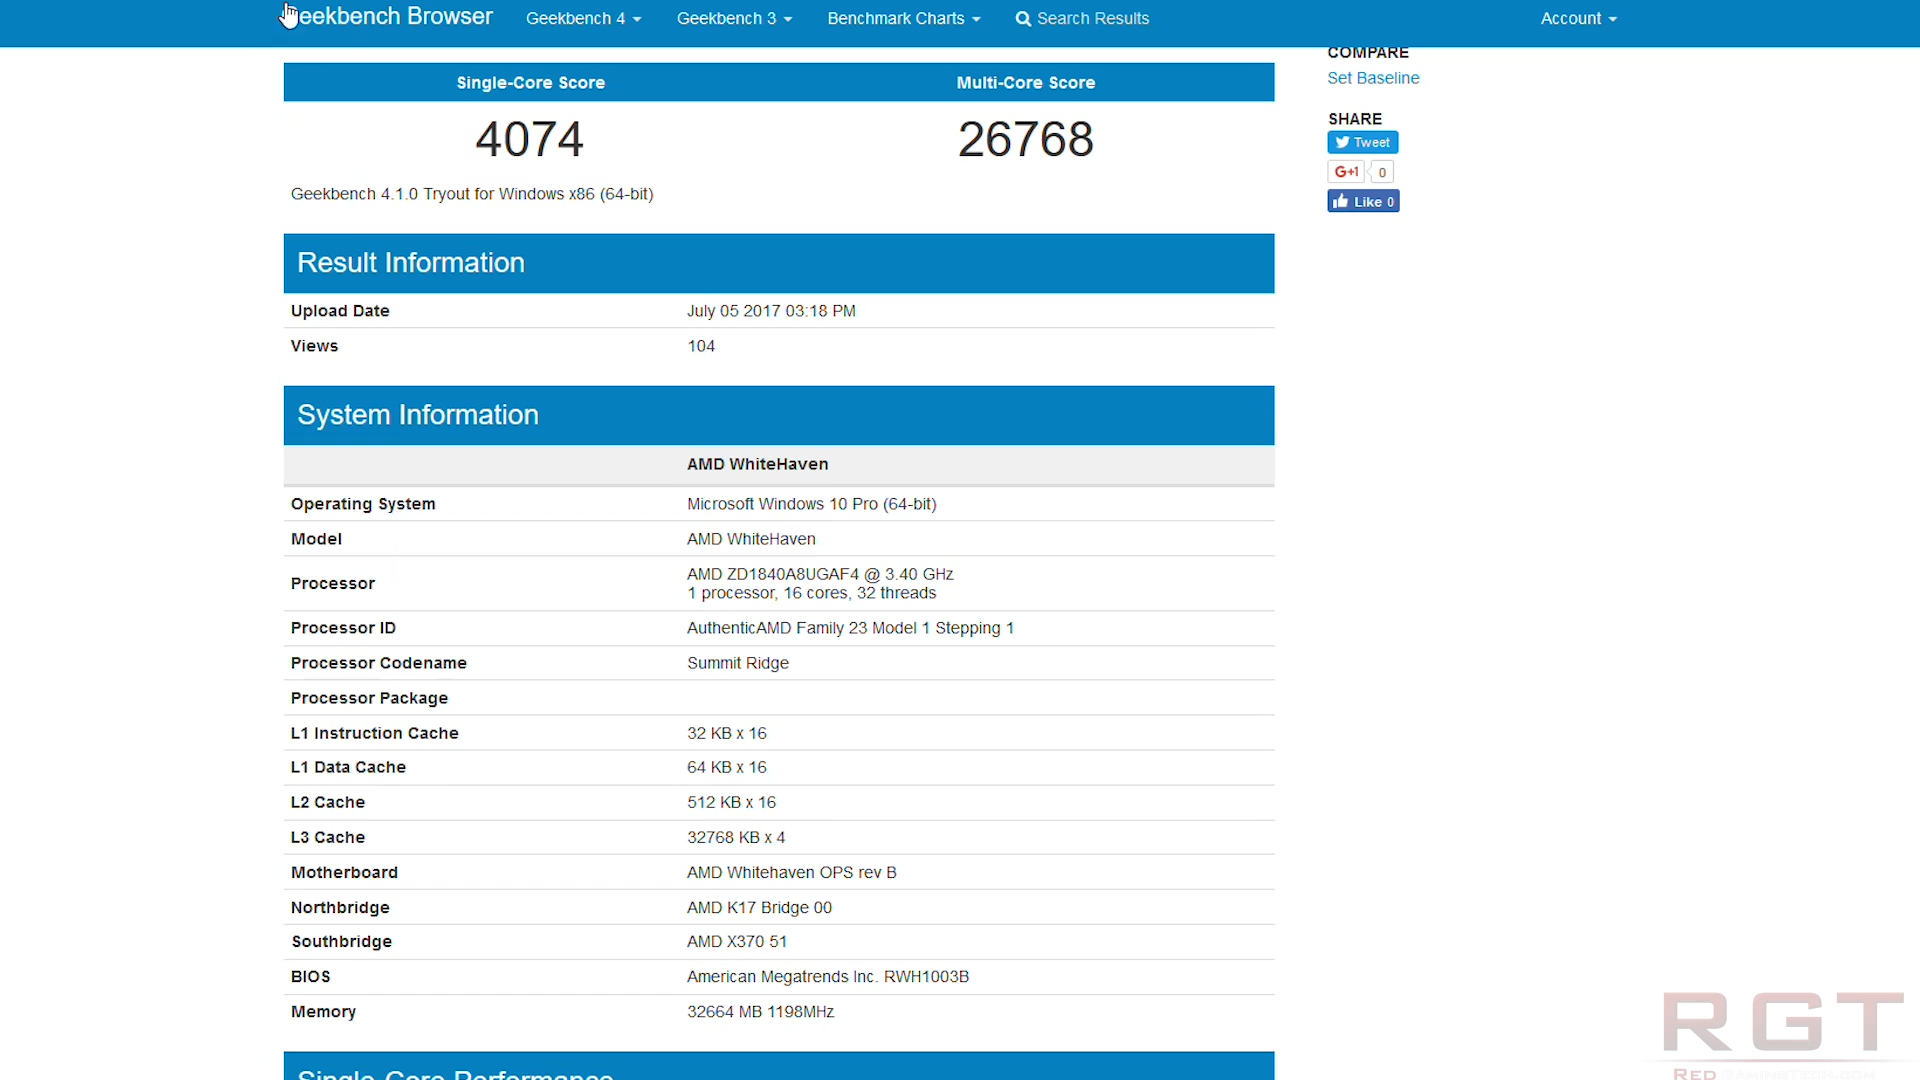 Geekbench Browser Geekbench 4 Geekbench 3 Benchmark Charts Search Results Account
COMPARE
Set Baseline
SHARE
Tweet
G+1 0
Like 0
Single-Core Score Multi-Core Score
4074 26768
Geekbench 4.1.0 Tryout for Windows x86 (64-bit)
Result Information
Upload Date July 05 2017 03:18 PM
Views 104
System Information
AMD WhiteHaven
Operating System Microsoft Windows 10 Pro (64-bit)
Model AMD WhiteHaven
Processor AMD ZD1840A8UGAF4 @ 3.40 GHz
1 processor, 16 cores, 32 threads
Processor ID AuthenticAMD Family 23 Model 1 Stepping 1
Processor Codename Summit Ridge
Processor Package
L1 Instruction Cache 32 KB x 16
L1 Data Cache 64 KB x 16
L2 Cache 512 KB x 16
L3 Cache 32768 KB x 4
Motherboard AMD Whitehaven OPS rev B
Northbridge AMD K17 Bridge 00
Southbridge AMD X370 51
BIOS American Megatrends Inc. RWH1003B
Memory 32664 MB 1198MHz
Single-Core Performance
RGT
RED GAMINGTECH.COM